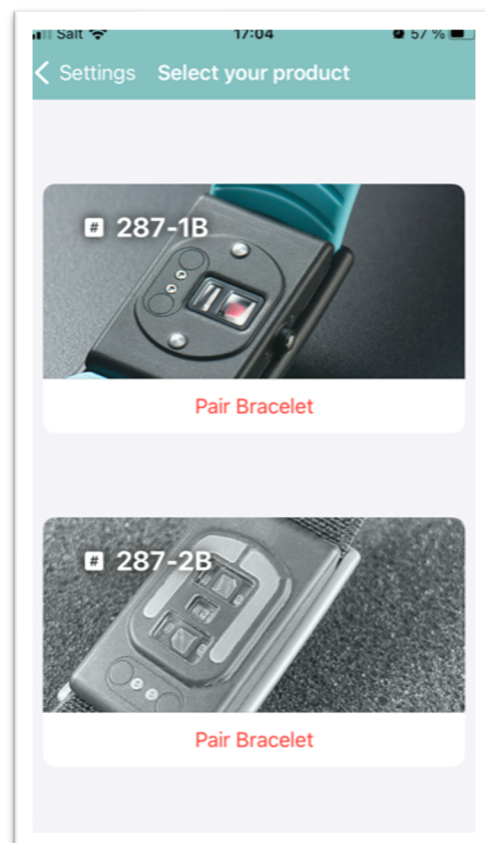 Salt 17:04 57 %
Settings Select your product
# 287-1B
Pair Bracelet
# 287-2B
Pair Bracelet